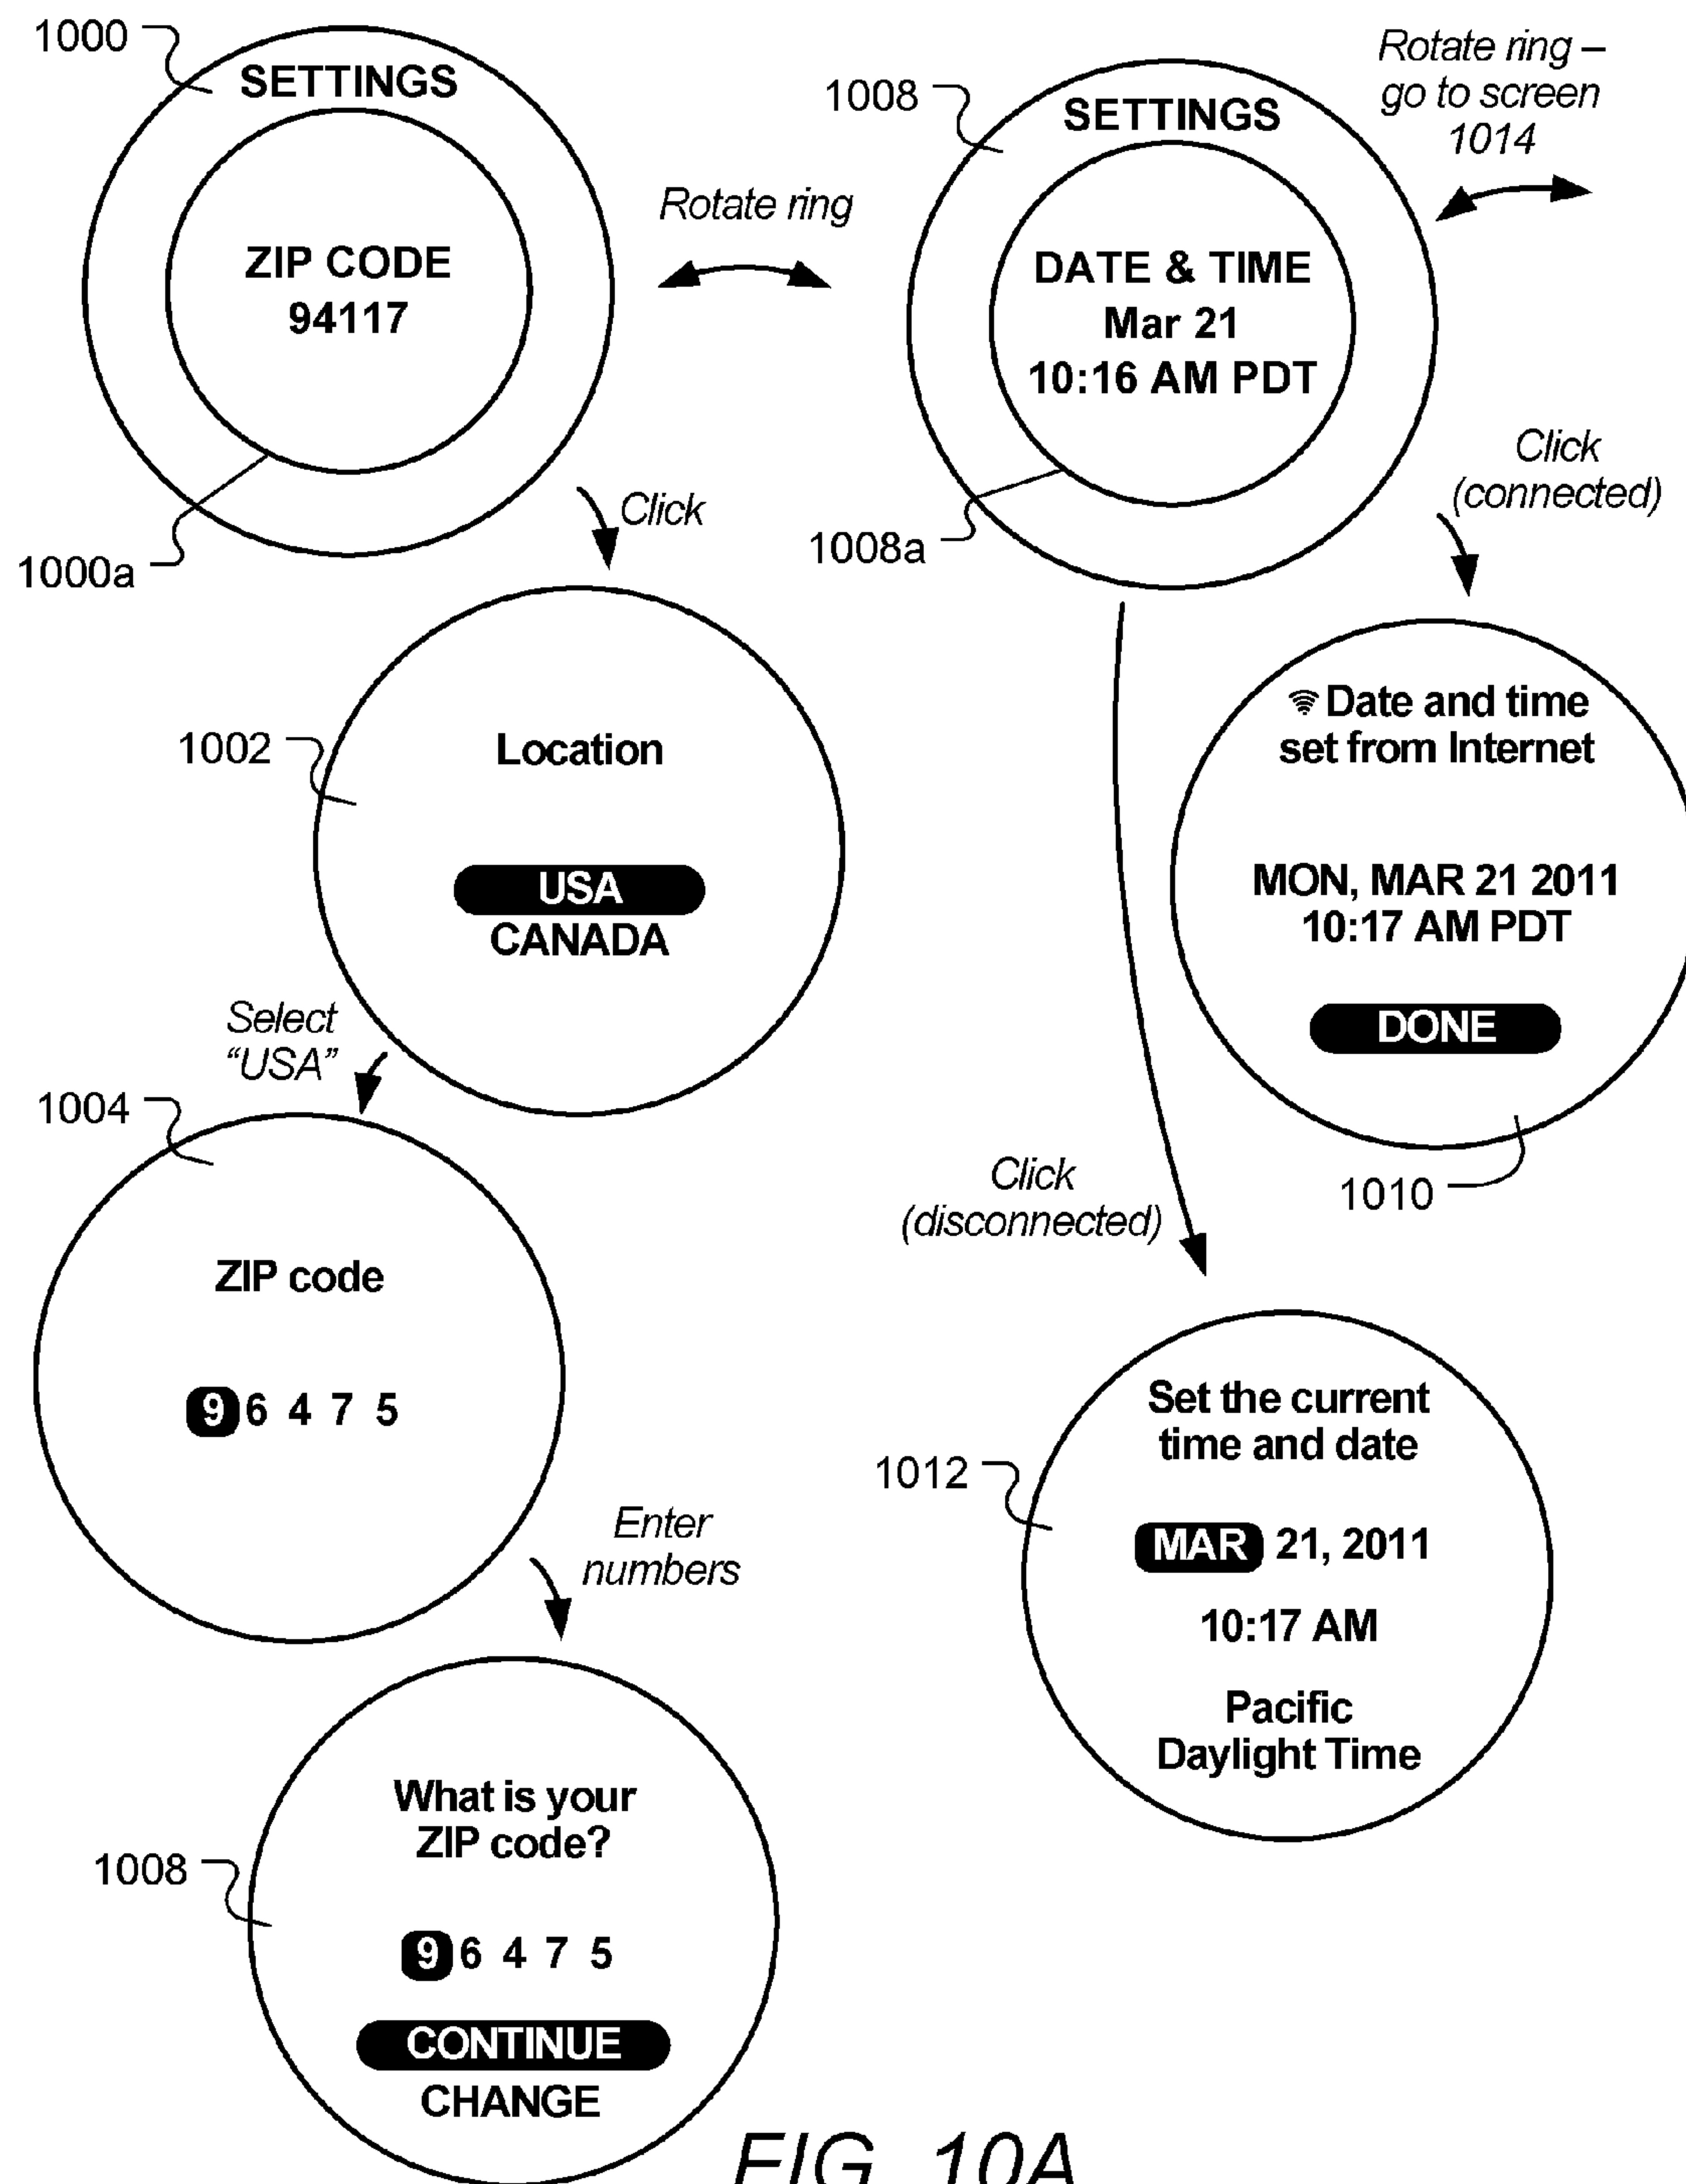 1000
SETTINGS
ZIP CODE
94117
1000a
Rotate ring
1008
SETTINGS
DATE & TIME
Mar 21
10:16 AM PDT
1008a
Rotate ring –
go to screen
1014
Click
1002
Location
USA
CANADA
Select
“USA”
1004
ZIP code
9 6 4 7 5
Enter
numbers
1008
What is your
ZIP code?
9 6 4 7 5
CONTINUE
CHANGE
Click
(connected)
Date and time
set from Internet
MON, MAR 21 2011
10:17 AM PDT
DONE
1010
Click
(disconnected)
1012
Set the current
time and date
MAR 21, 2011
10:17 AM
Pacific
Daylight Time
FIG. 10A